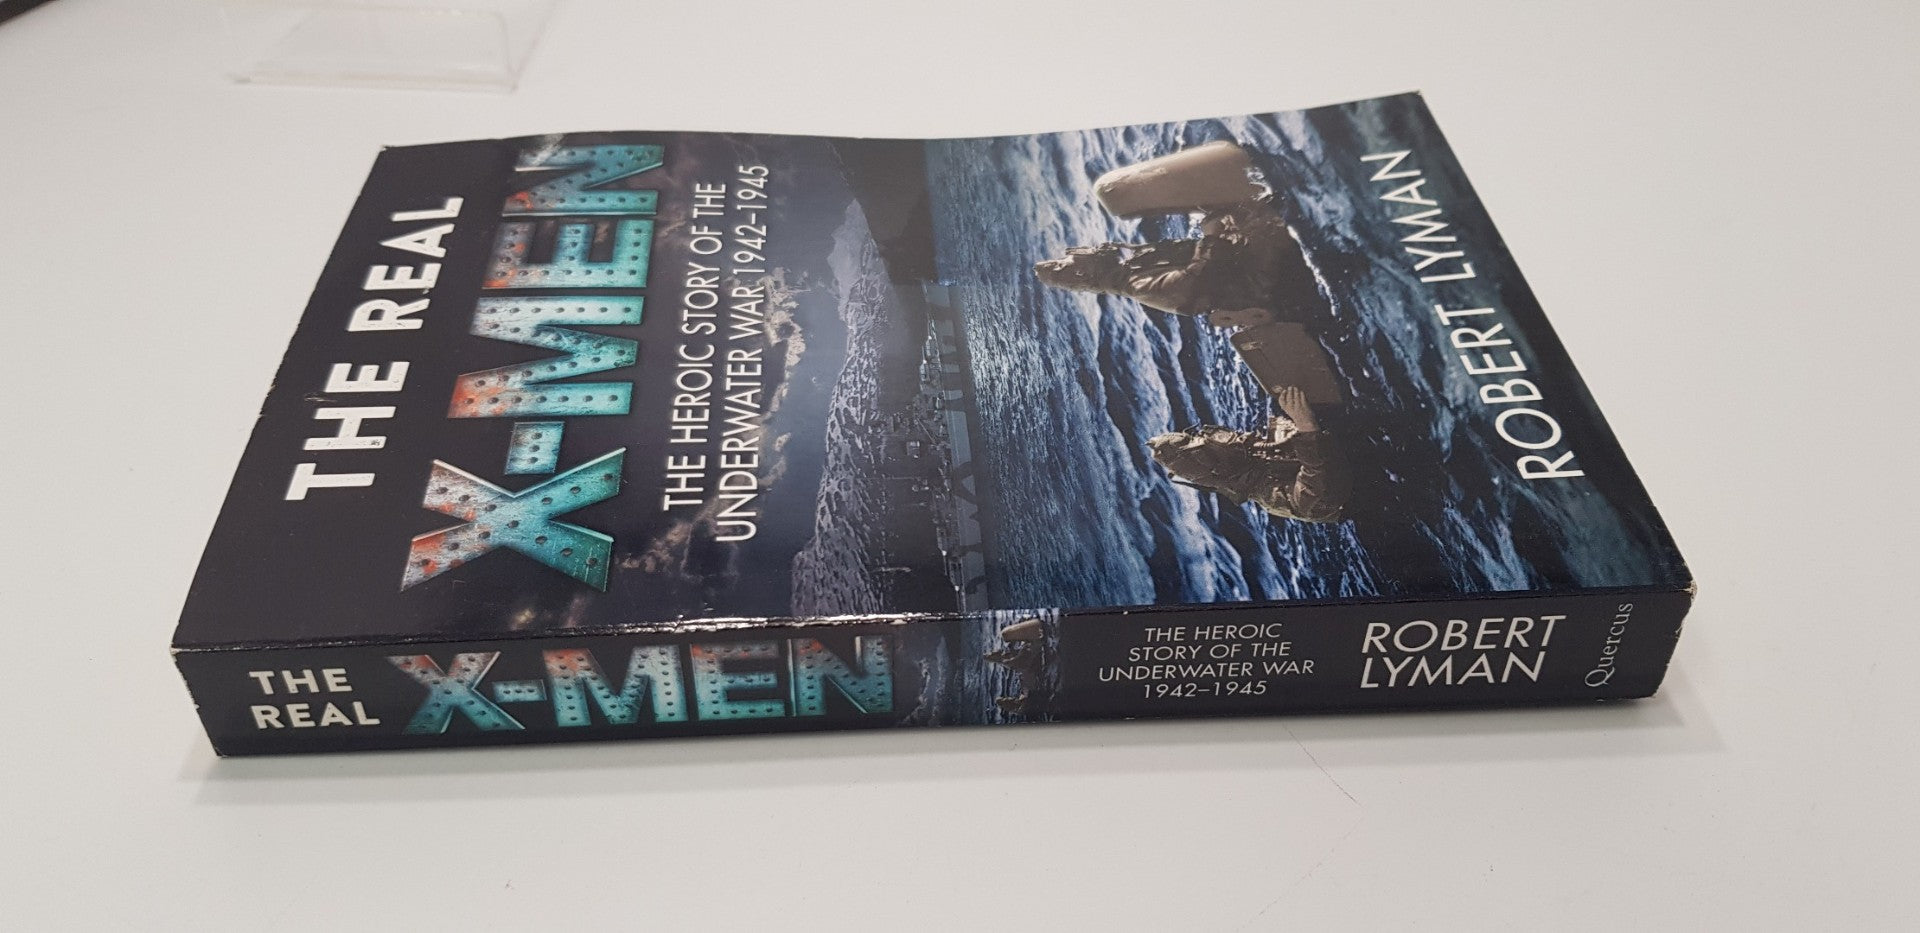 THE REAL
X-MEN
THE HEROIC STORY OF THE
UNDERWATER WAR 1942–1945
ROBERT LYMAN
THE
REAL
X-MEN
THE HEROIC
STORY OF THE
UNDERWATER WAR
1942–1945
ROBERT
LYMAN
Quercus